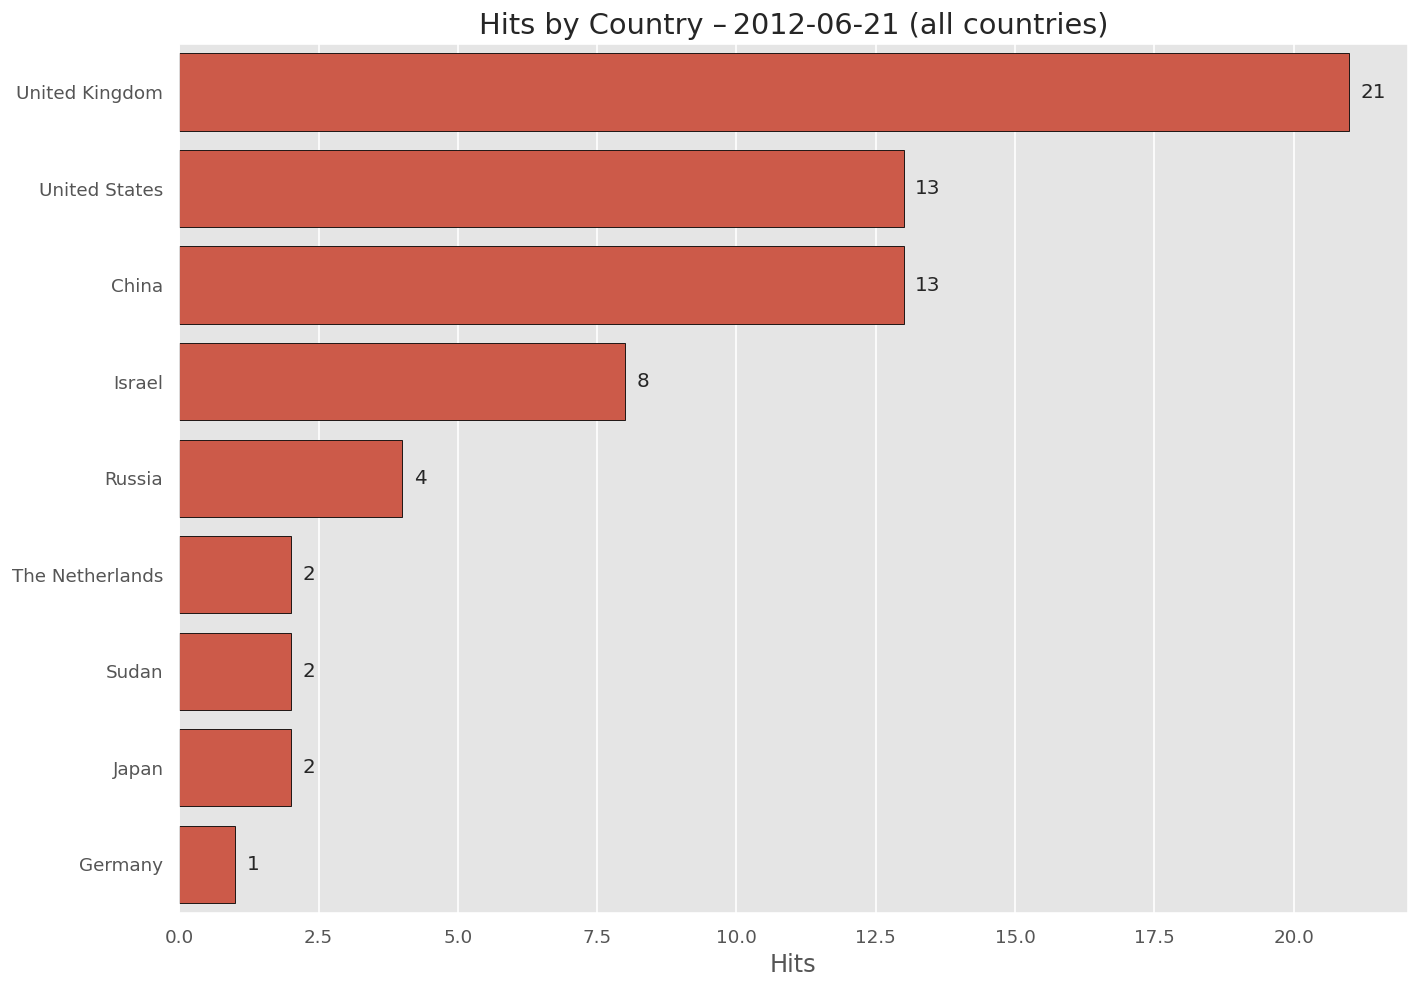 Hits by Country – 2012-06-21 (all countries)
United Kingdom 21
United States 13
China 13
Israel 8
Russia 4
The Netherlands 2
Sudan 2
Japan 2
Germany 1
0.0 2.5 5.0 7.5 10.0 12.5 15.0 17.5 20.0
Hits